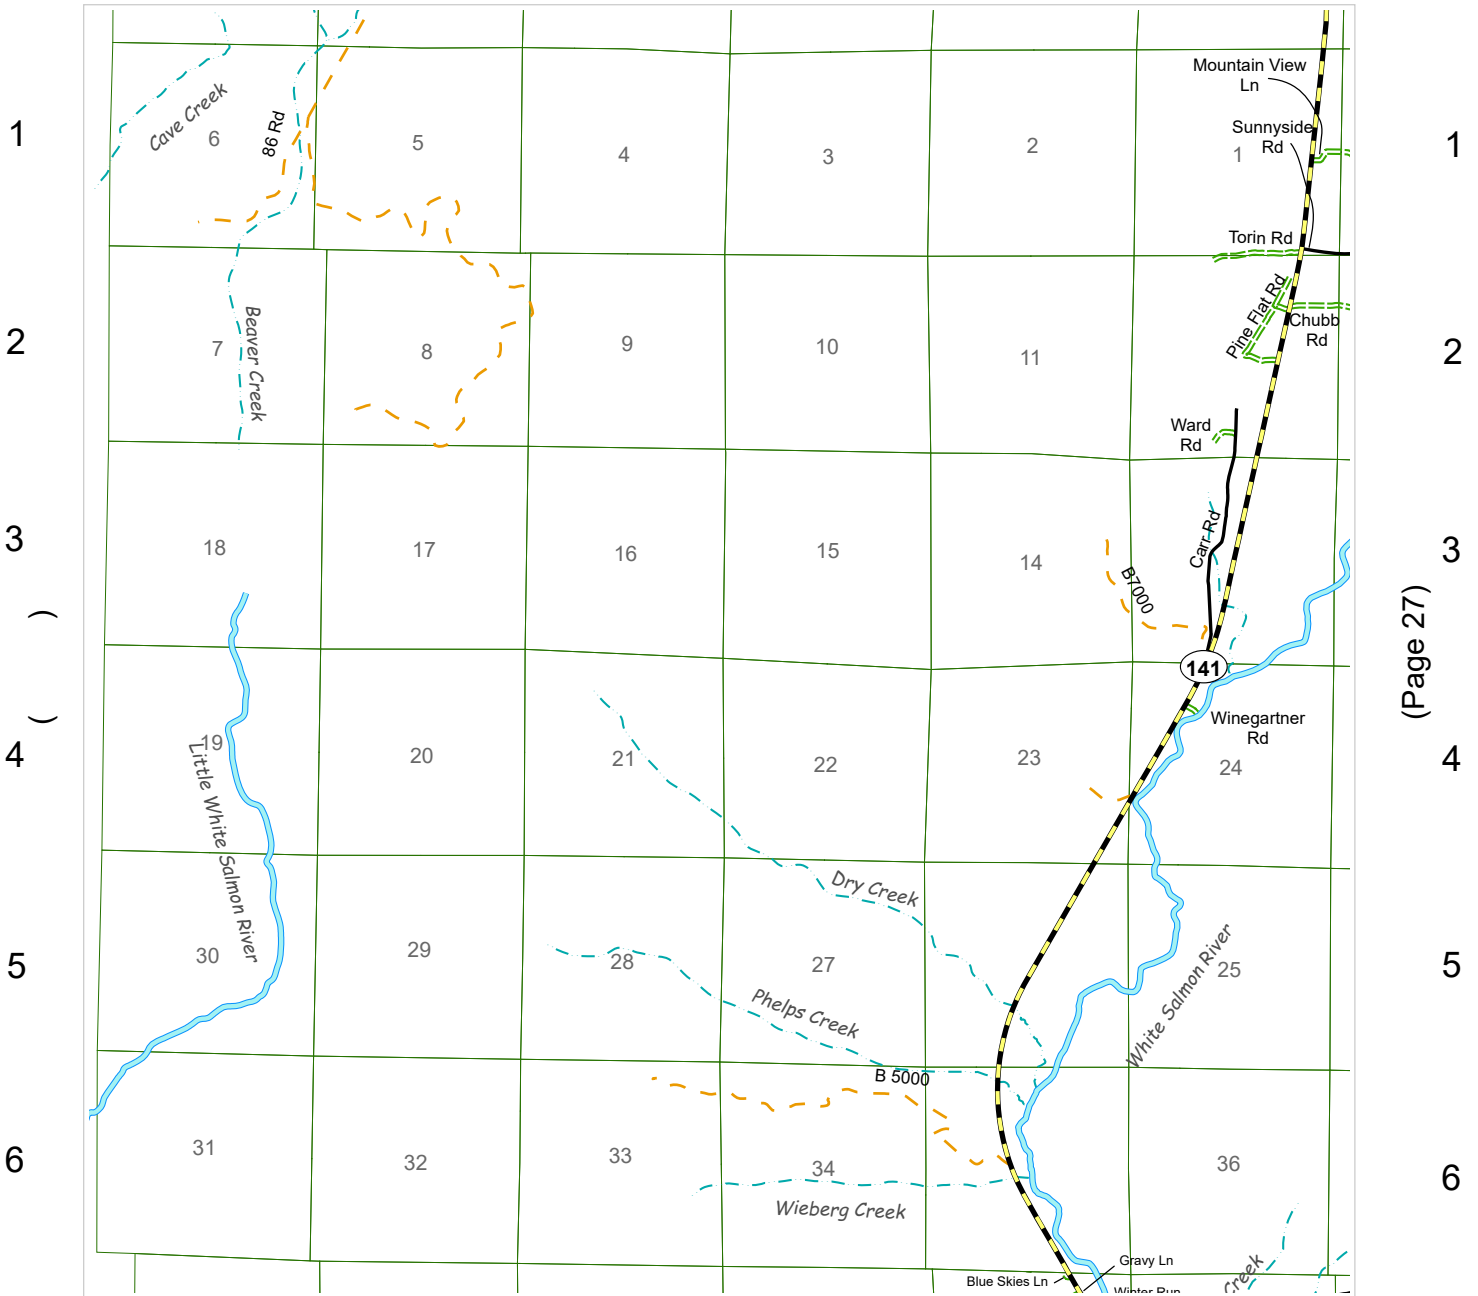 Mountain View
Ln
1
Cave Creek
86 Rd
6
5
4
3
2
Sunnyside
Rd
1
1
Torin Rd
Beaver Creek
Pine Flat Rd
Chubb
Rd
2
7
8
9
10
11
2
Ward
Rd
3
18
17
16
15
14
B7000
Carr Rd
3
(Page 27)
( )
141
Winegartner
Rd
4
19
Little White Salmon River
20
21
22
23
24
4
Dry Creek
5
30
29
28
27
White Salmon River
25
5
Phelps Creek
B 5000
6
31
32
33
34
36
6
Wieberg Creek
Gravy Ln
Blue Skies Ln
Creek
Winter Run